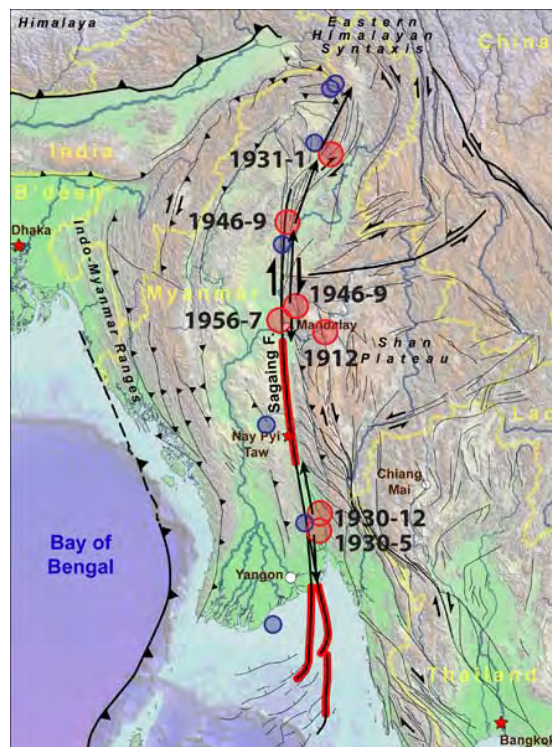 Himalaya
Eastern
Himalayan
Syntaxis
China
India
1931-1
B'desh
Dhaka
1946-9
Indo-Myanmar Ranges
Myanmar
1946-9
1956-7
Mandalay
1912
Shan
Plateau
Sagaing F.
Nay Pyi
Taw
Chiang
Mai
1930-12
1930-5
Bay of
Bengal
Yangon
Thailand
Bangkok